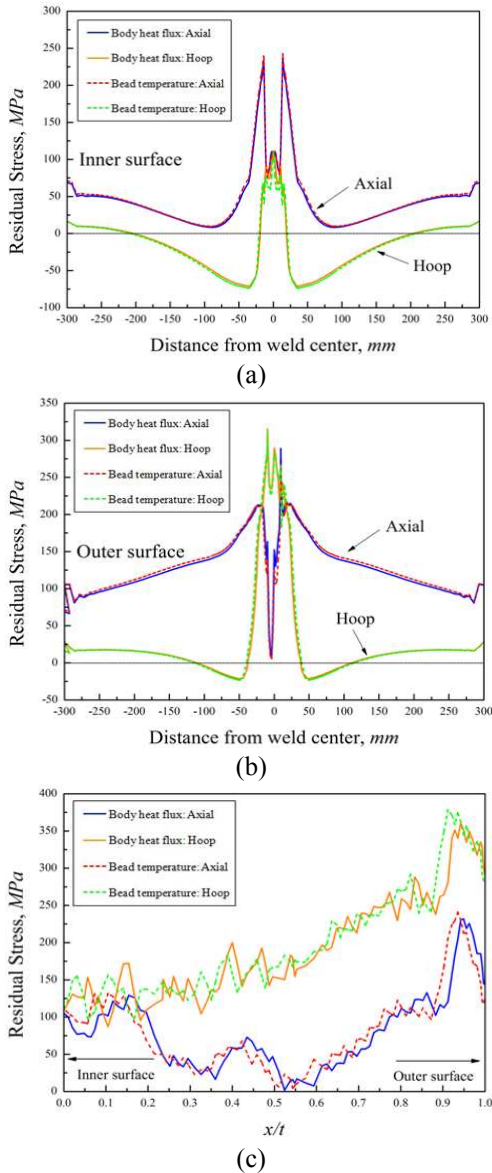 300
250
200
150
100
50
0
-50
-100
Residual Stress, MPa
Body heat flux: Axial
Body heat flux: Hoop
Bead temperature: Axial
Bead temperature: Hoop
Inner surface
Axial
Hoop
-300 -250 -200 -150 -100 -50 0 50 100 150 200 250 300
Distance from weld center, mm
(a)
350
300
250
200
150
100
50
0
-50
Residual Stress, MPa
Body heat flux: Axial
Body heat flux: Hoop
Bead temperature: Axial
Bead temperature: Hoop
Outer surface
Axial
Hoop
-300 -250 -200 -150 -100 -50 0 50 100 150 200 250 300
Distance from weld center, mm
(b)
400
350
300
250
200
150
100
50
0
Residual Stress, MPa
Body heat flux: Axial
Body heat flux: Hoop
Bead temperature: Axial
Bead temperature: Hoop
Inner surface
Outer surface
0.0 0.1 0.2 0.3 0.4 0.5 0.6 0.7 0.8 0.9 1.0
x/t
(c)